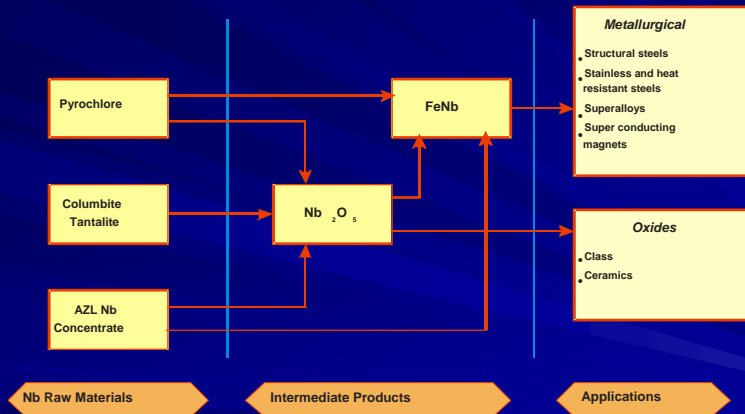 Pyrochlore
Columbite
Tantalite
AZL Nb
Concentrate
FeNb
Nb 2O 5
Metallurgical
• Structural steels
• Stainless and heat
resistant steels
• Superalloys
• Super conducting
magnets
Oxides
• Class
• Ceramics
Nb Raw Materials
Intermediate Products
Applications